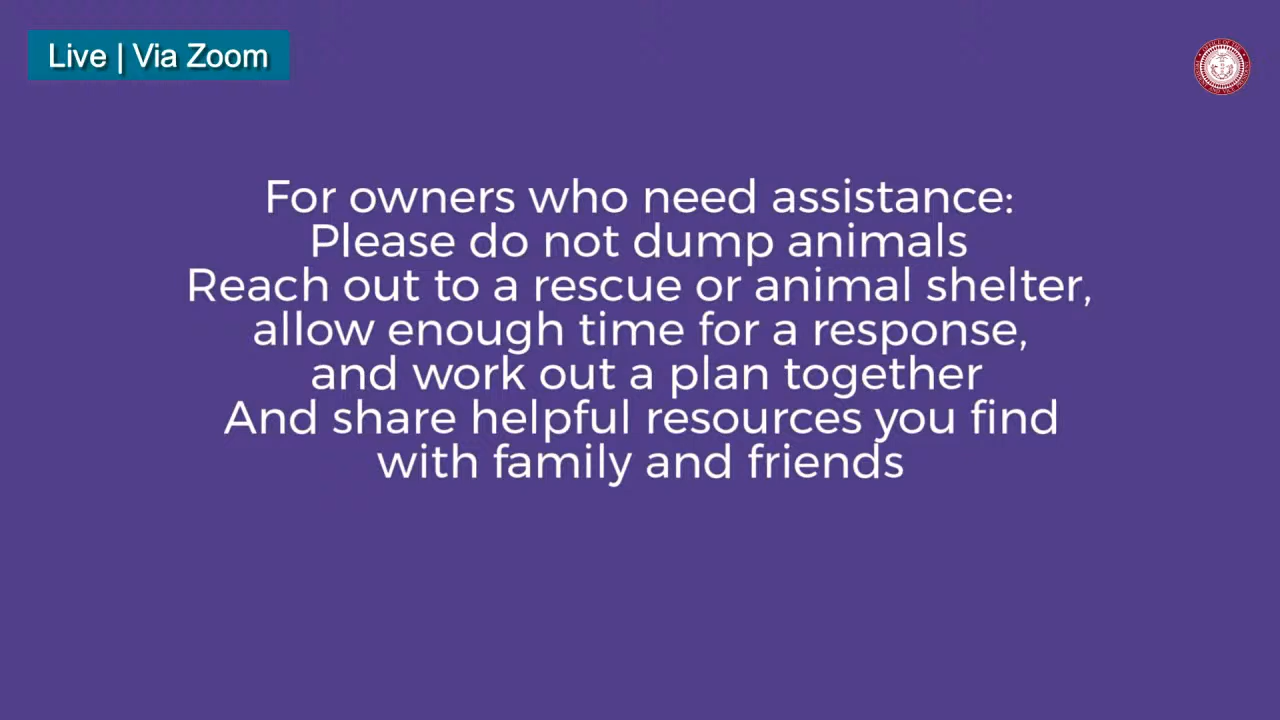 Live | Via Zoom
For owners who need assistance:
Please do not dump animals
Reach out to a rescue or animal shelter,
allow enough time for a response,
and work out a plan together
And share helpful resources you find
with family and friends